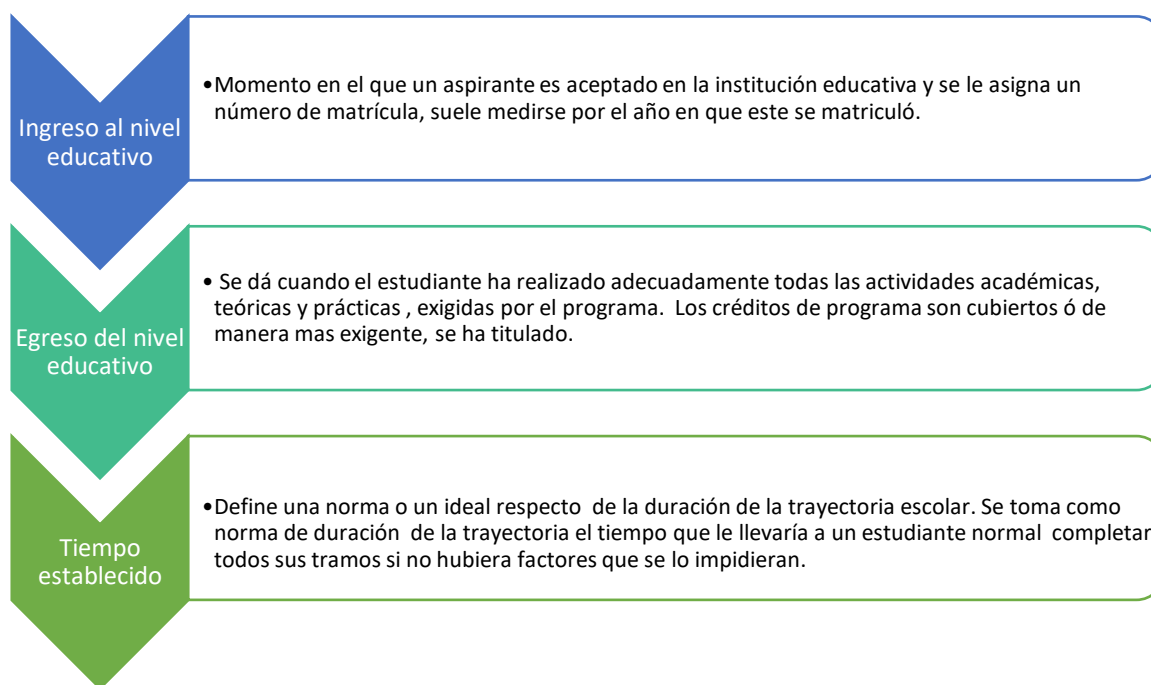 Ingreso al nivel
educativo
•Momento en el que un aspirante es aceptado en la institución educativa y se le asigna un
número de matrícula, suele medirse por el año en que este se matriculó.
Egreso del nivel
educativo
• Se dá cuando el estudiante ha realizado adecuadamente todas las actividades académicas,
teóricas y prácticas , exigidas por el programa.  Los créditos de programa son cubiertos ó de
manera mas exigente, se ha titulado.
Tiempo
establecido
•Define una norma o un ideal respecto  de la duración de la trayectoria escolar. Se toma como
norma de duración  de la trayectoria el tiempo que le llevaría a un estudiante normal  completar
todos sus tramos si no hubiera factores que se lo impidieran.